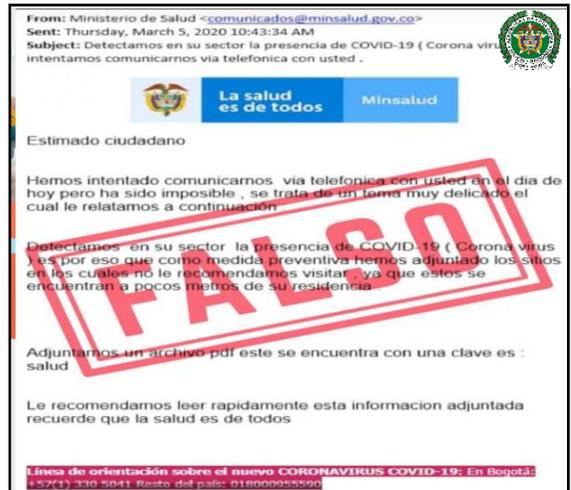 From: Ministerio de Salud <comunicados@minsalud.gov.co>
Sent: Thursday, March 5, 2020 10:43:34 AM
Subject: Detectamos en su sector la presencia de COVID-19 ( Corona virus
intentamos comunicarnos via telefonica con usted .
La salud
es de todos
Minsalud
Estimado ciudadano
Hemos intentado comunicarnos via telefonica con usted en el dia de
hoy pero ha sido imposible , se trata de un tema muy delicado el
cual le relatamos a continuación .
FALSO
Detectamos en su sector la presencia de COVID-19 ( Corona virus
) es por eso que como medida preventiva hemos adjuntado los sitios
en los cuales no le recomendamos visitar , ya que estos se
encuentran a pocos metros de su residencia .
Adjuntamos un archivo pdf este se encuentra con una clave es :
salud
Le recomendamos leer rapidamente esta informacion adjuntada
recuerde que la salud es de todos
Línea de orientación sobre el nuevo CORONAVIRUS COVID-19: En Bogotá:
+57(1) 330 5041 Resto del país: 018000955590